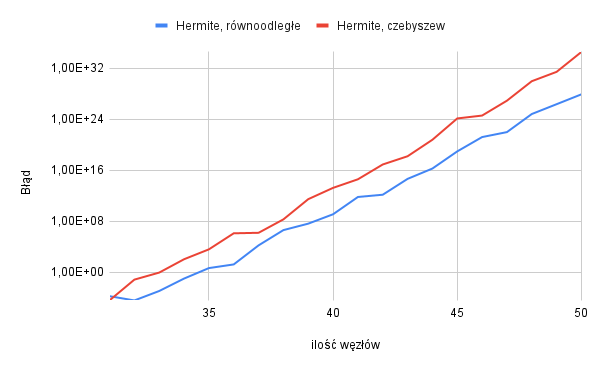 Hermite, równoodległe Hermite, czebyszew
1,00E+32
1,00E+24
1,00E+16
1,00E+08
1,00E+00
Błąd
35 40 45 50
ilość węzłów